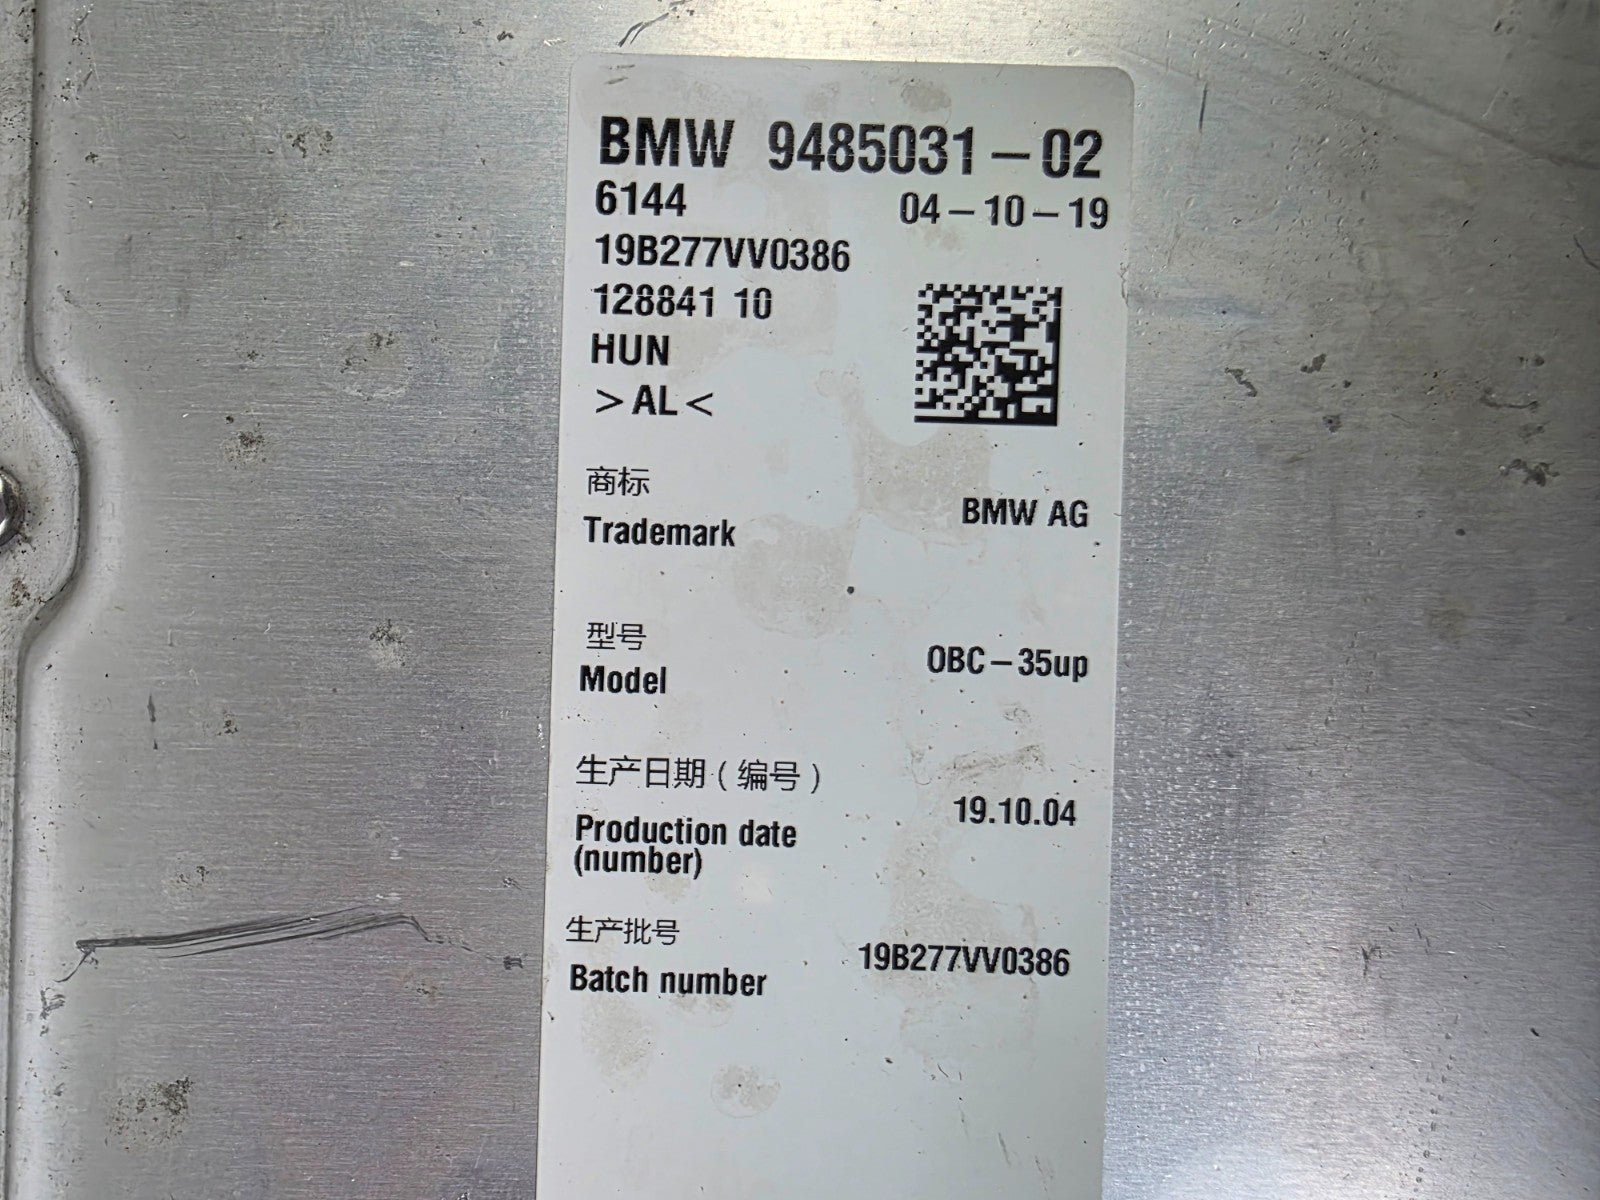 BMW 9485031-02
6144 04-10-19
19B277VV0386
128841 10
HUN
>AL<
商标
Trademark BMW AG
型号
Model OBC-35up
生产日期（编号）
Production date 19.10.04
(number)
生产批号
Batch number 19B277VV0386